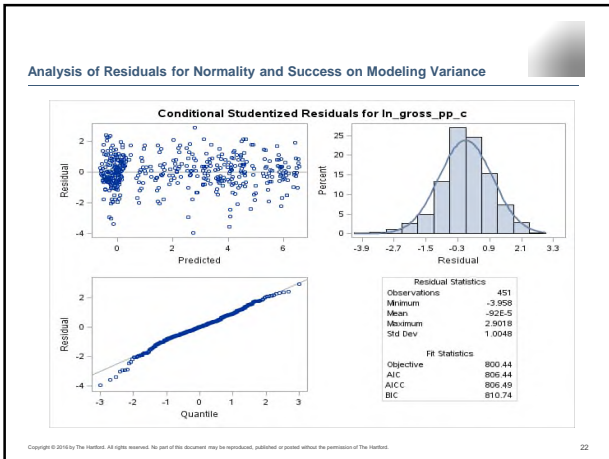 Analysis of Residuals for Normality and Success on Modeling Variance
Conditional Studentized Residuals for ln_gross_pp_c
Residual
2
0
-2
-4
0 2 4 6
Predicted
Percent
25
20
15
10
5
0
-3.9 -2.7 -1.5 -0.3 0.9 2.1 3.3
Residual
Residual
2
0
-2
-4
-3 -2 -1 0 1 2 3
Quantile
Residual Statistics
Observations 451
Minimum -3.958
Mean -92E-5
Maximum 2.9018
Std Dev 1.0048
Fit Statistics
Objective 800.44
AIC 806.44
AICC 806.49
BIC 810.74
Copyright © 2016 by The Hartford. All rights reserved. No part of this document may be reproduced, published or posted without the permission of The Hartford.
22